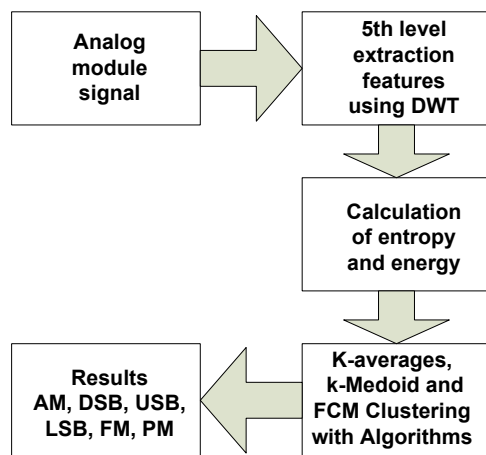 Analog
module
signal
5th level
extraction
features
using DWT
Calculation
of entropy
and energy
K-averages,
k-Medoid and
FCM Clustering
with Algorithms
Results
AM, DSB, USB,
LSB, FM, PM